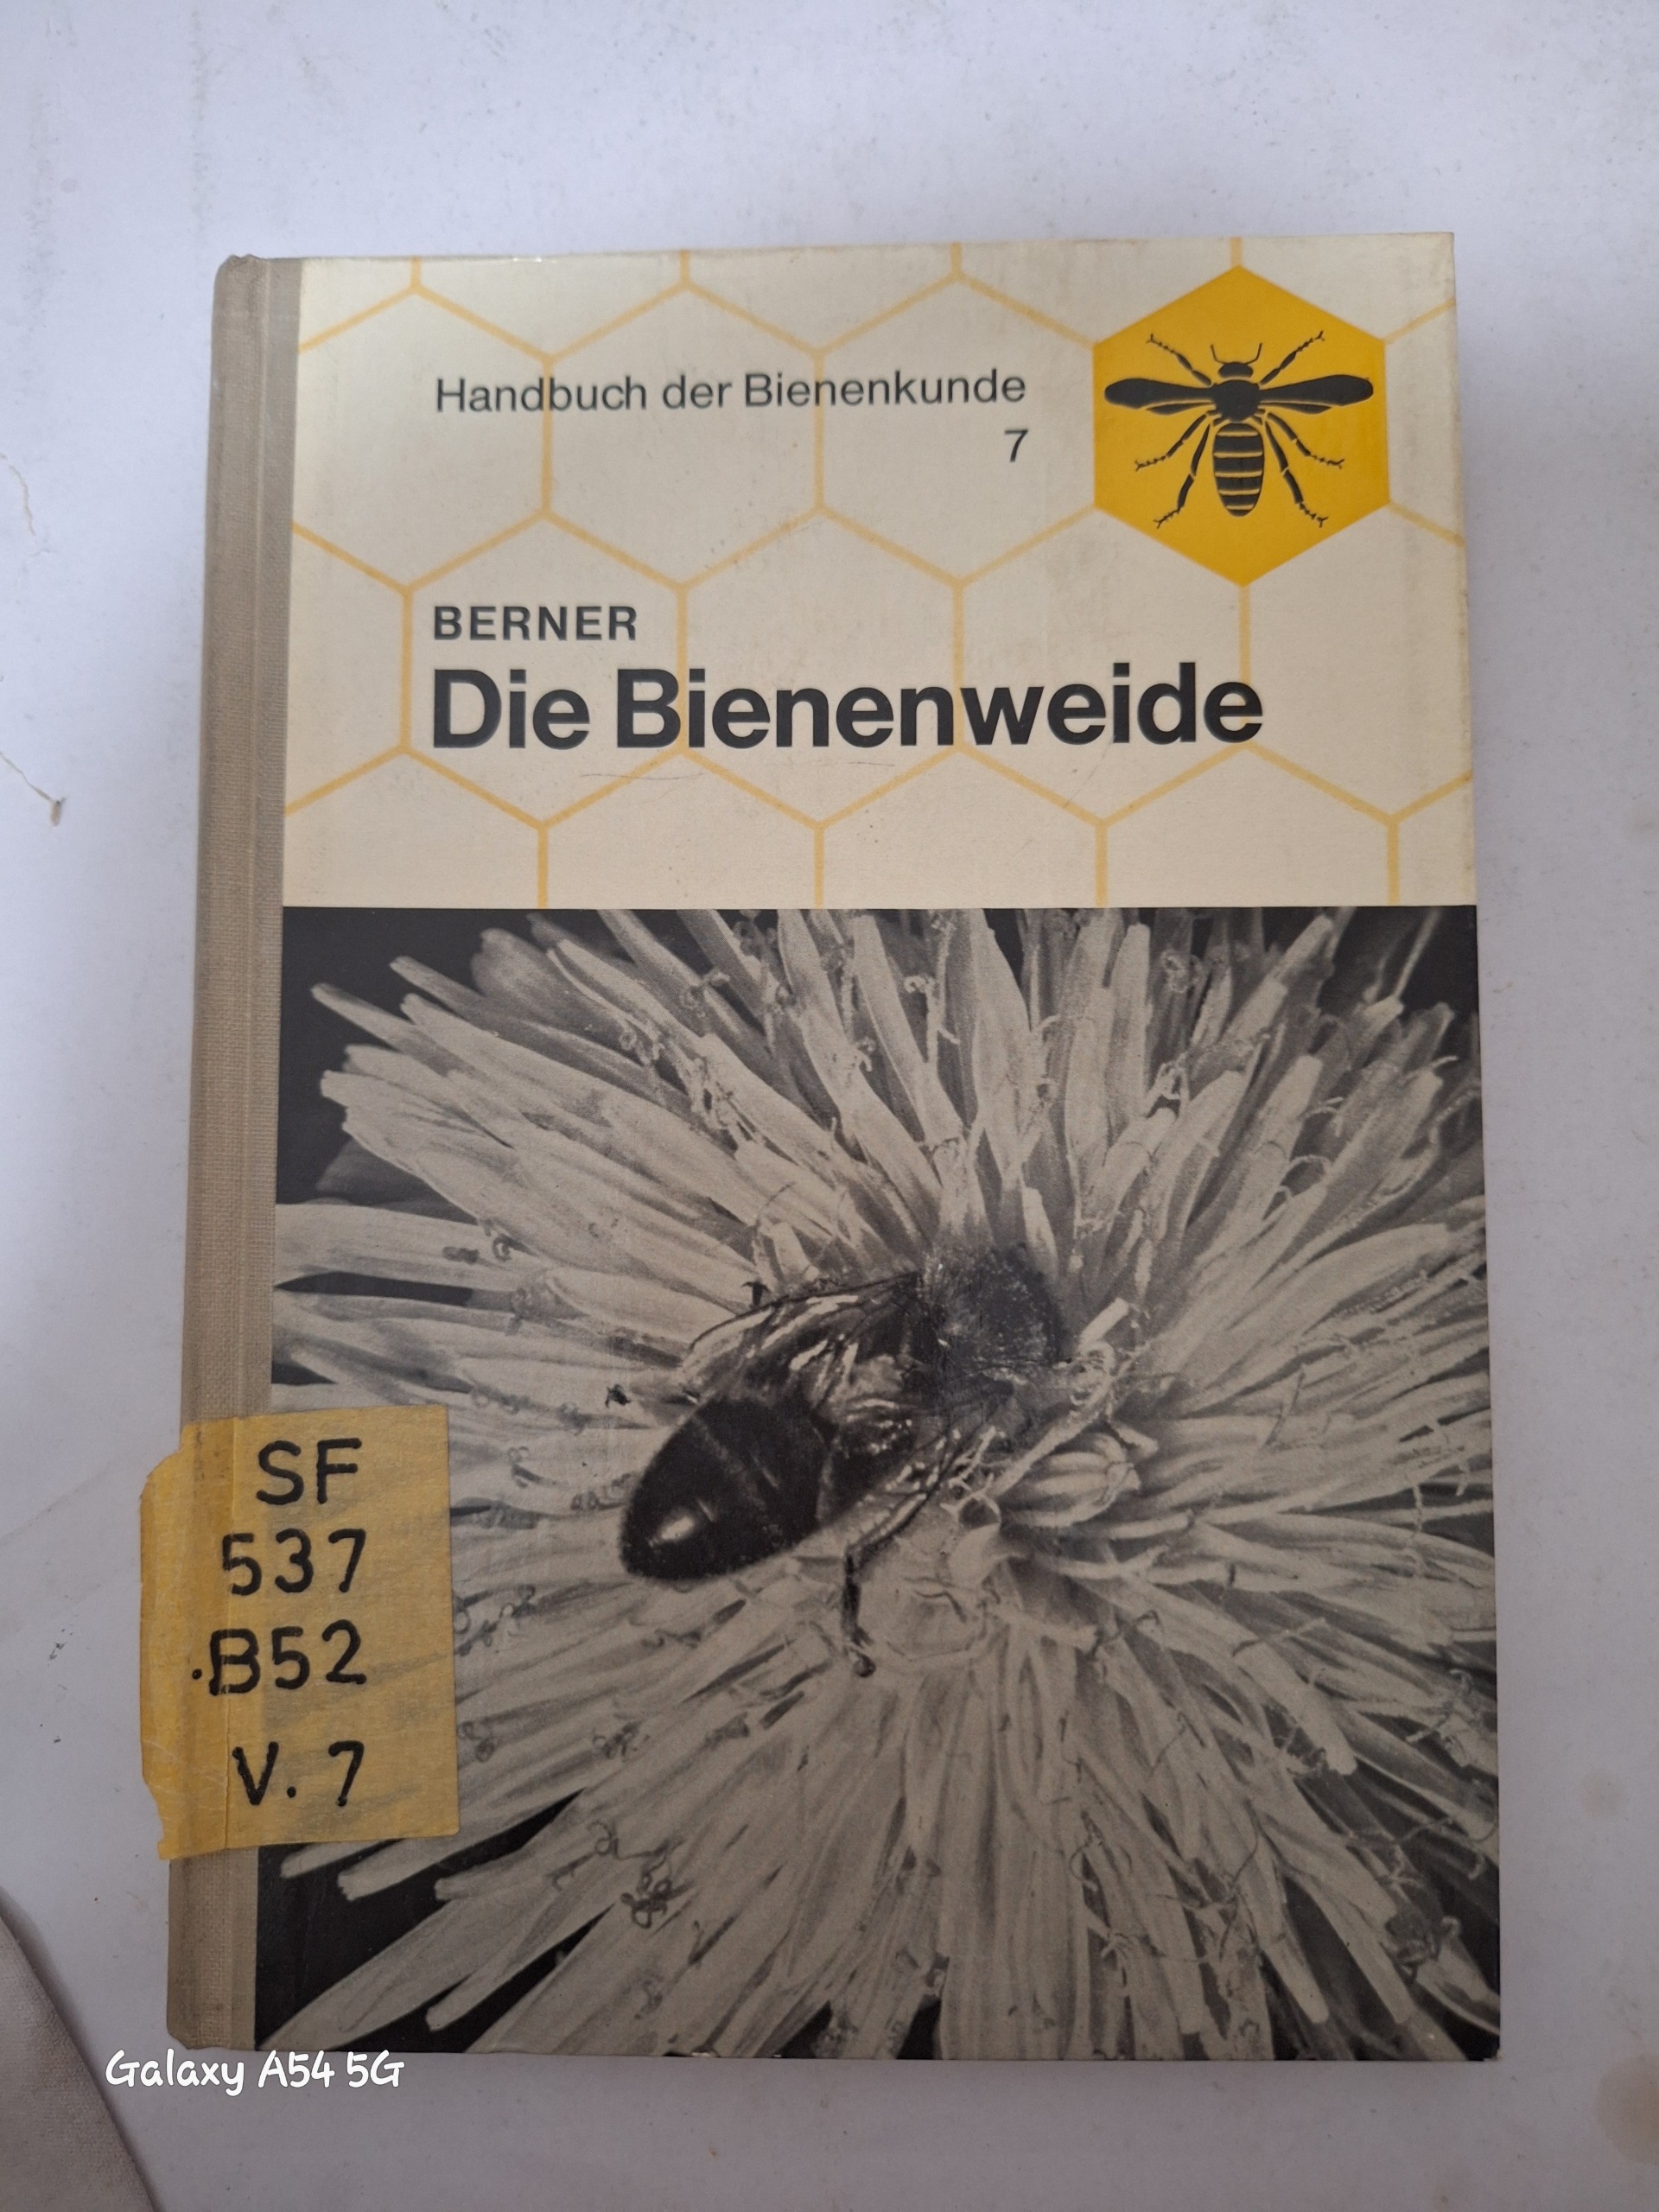 Handbuch der Bienenkunde
7
BERNER
Die Bienenweide
SF
537
.B52
V. 7
Galaxy A54 5G